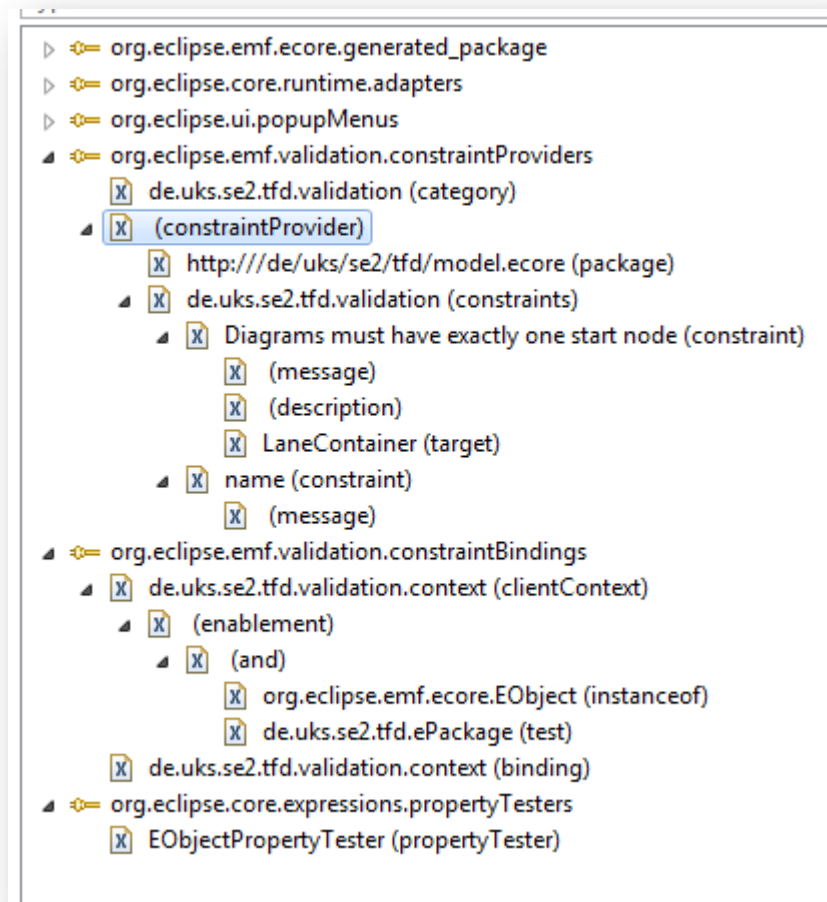 org.eclipse.emf.ecore.generated_package
org.eclipse.core.runtime.adapters
org.eclipse.ui.popupMenus
org.eclipse.emf.validation.constraintProviders
de.uks.se2.tfd.validation (category)
(constraintProvider)
http:///de/uks/se2/tfd/model.ecore (package)
de.uks.se2.tfd.validation (constraints)
Diagrams must have exactly one start node (constraint)
(message)
(description)
LaneContainer (target)
name (constraint)
(message)
org.eclipse.emf.validation.constraintBindings
de.uks.se2.tfd.validation.context (clientContext)
(enablement)
(and)
org.eclipse.emf.ecore.EObject (instanceof)
de.uks.se2.tfd.ePackage (test)
de.uks.se2.tfd.validation.context (binding)
org.eclipse.core.expressions.propertyTesters
EObjectPropertyTester (propertyTester)